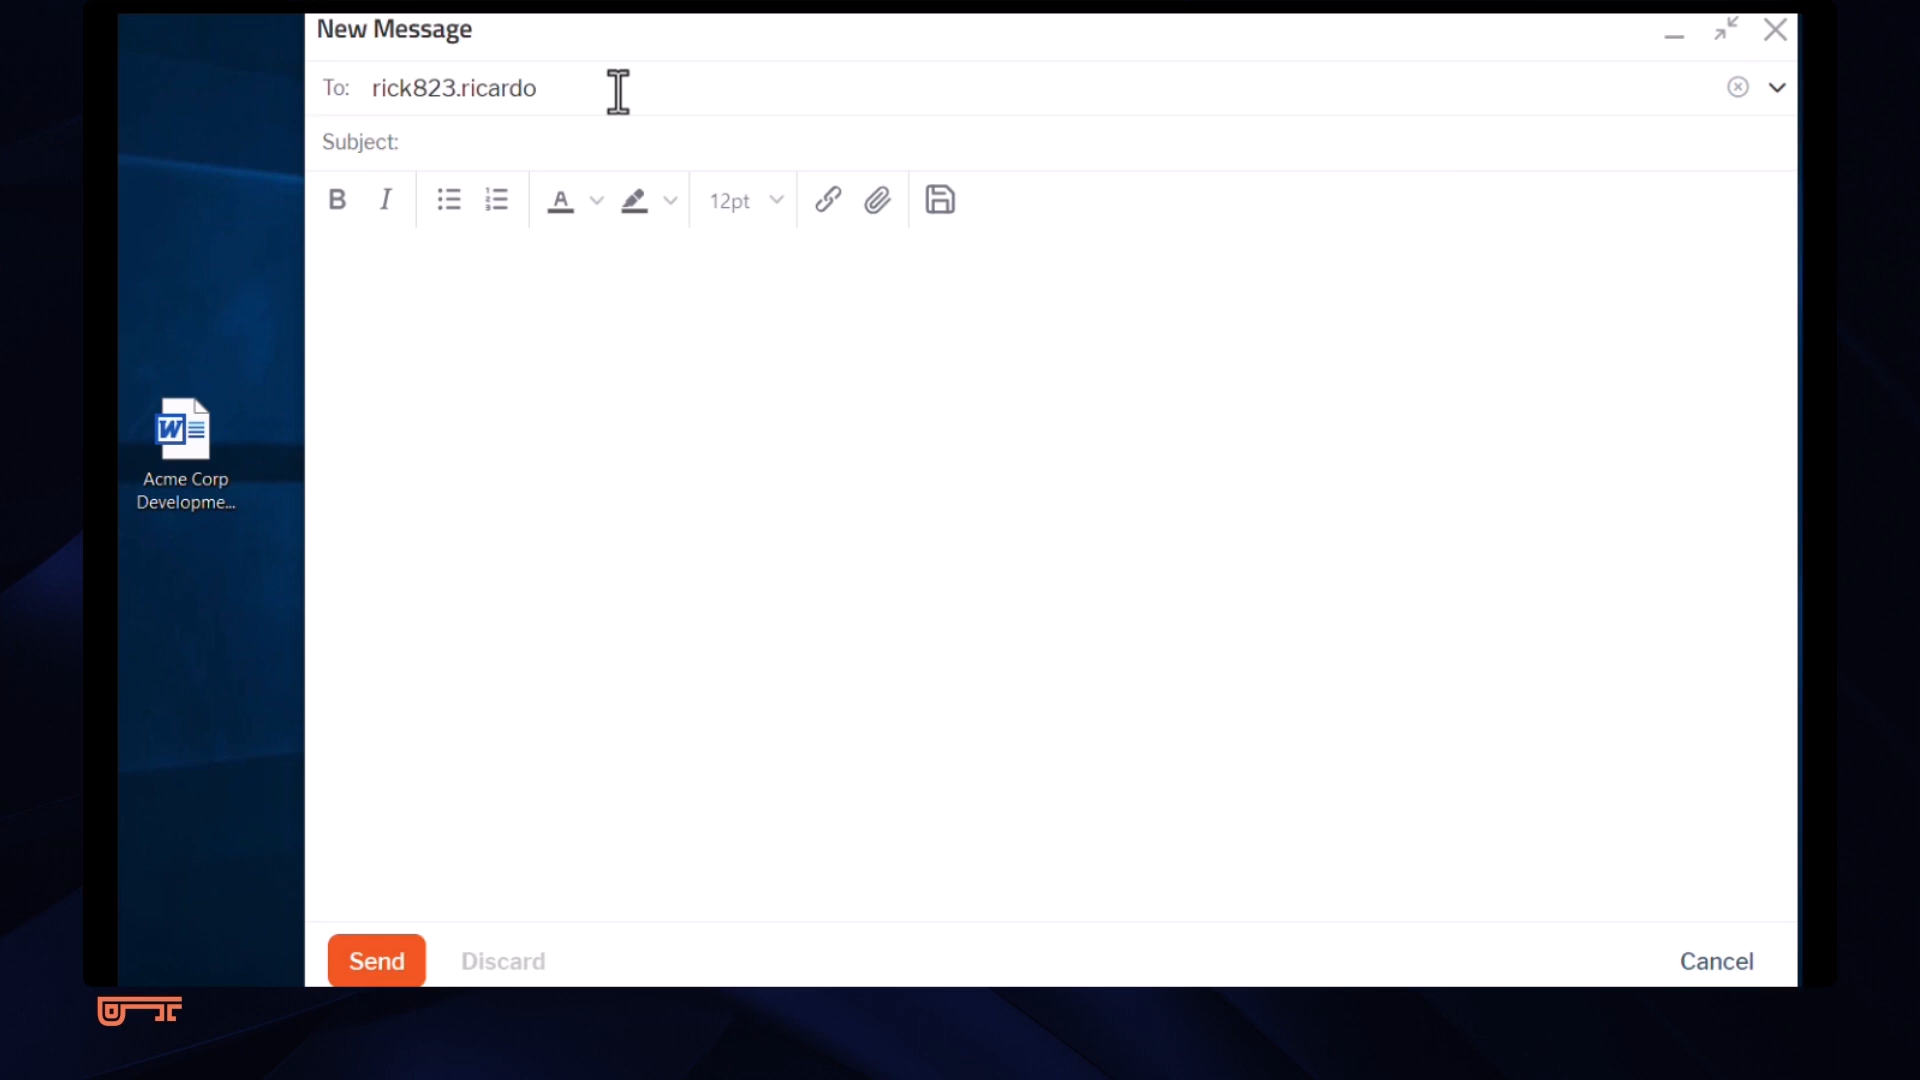 New Message
To: rick823.ricardo
Subject:
B I A 12pt
W
Acme Corp
Developme...
Send Discard Cancel